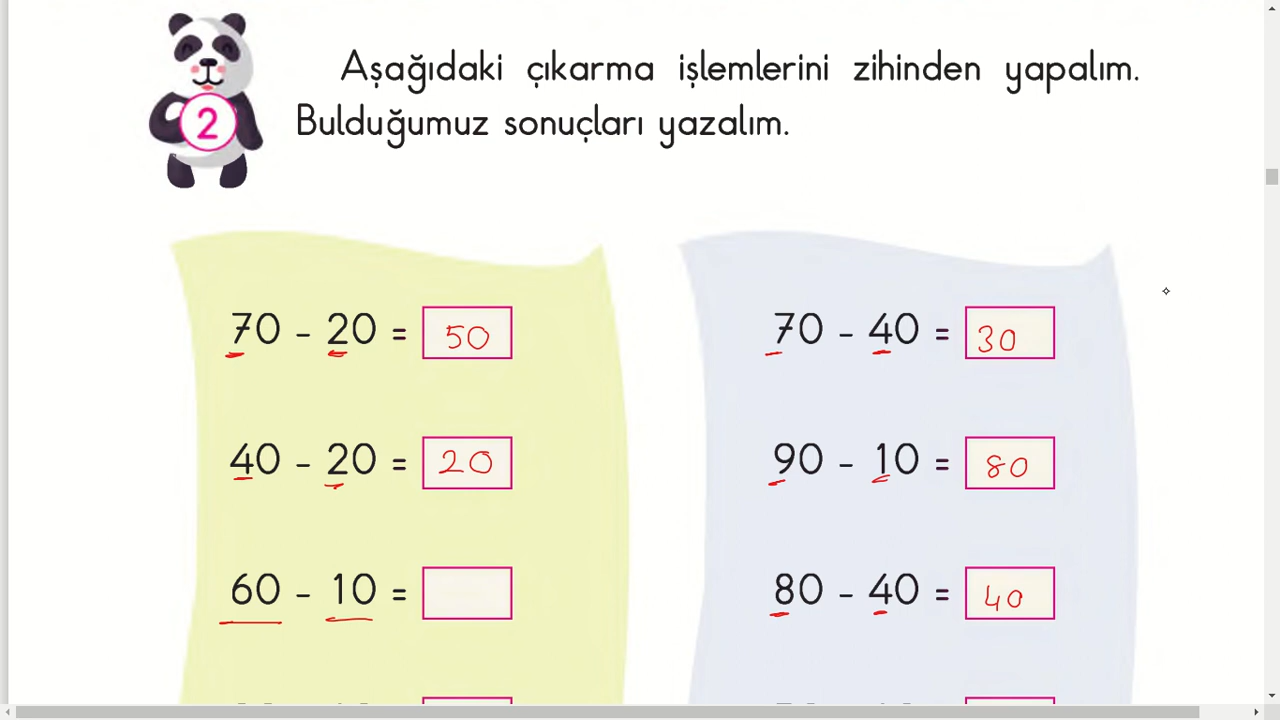 2
Aşağıdaki çıkarma işlemlerini zihinden yapalım.
Bulduğumuz sonuçları yazalım.
70 - 20 = 50
70 - 40 = 30
40 - 20 = 20
90 - 10 = 80
60 - 10 =
80 - 40 = 40